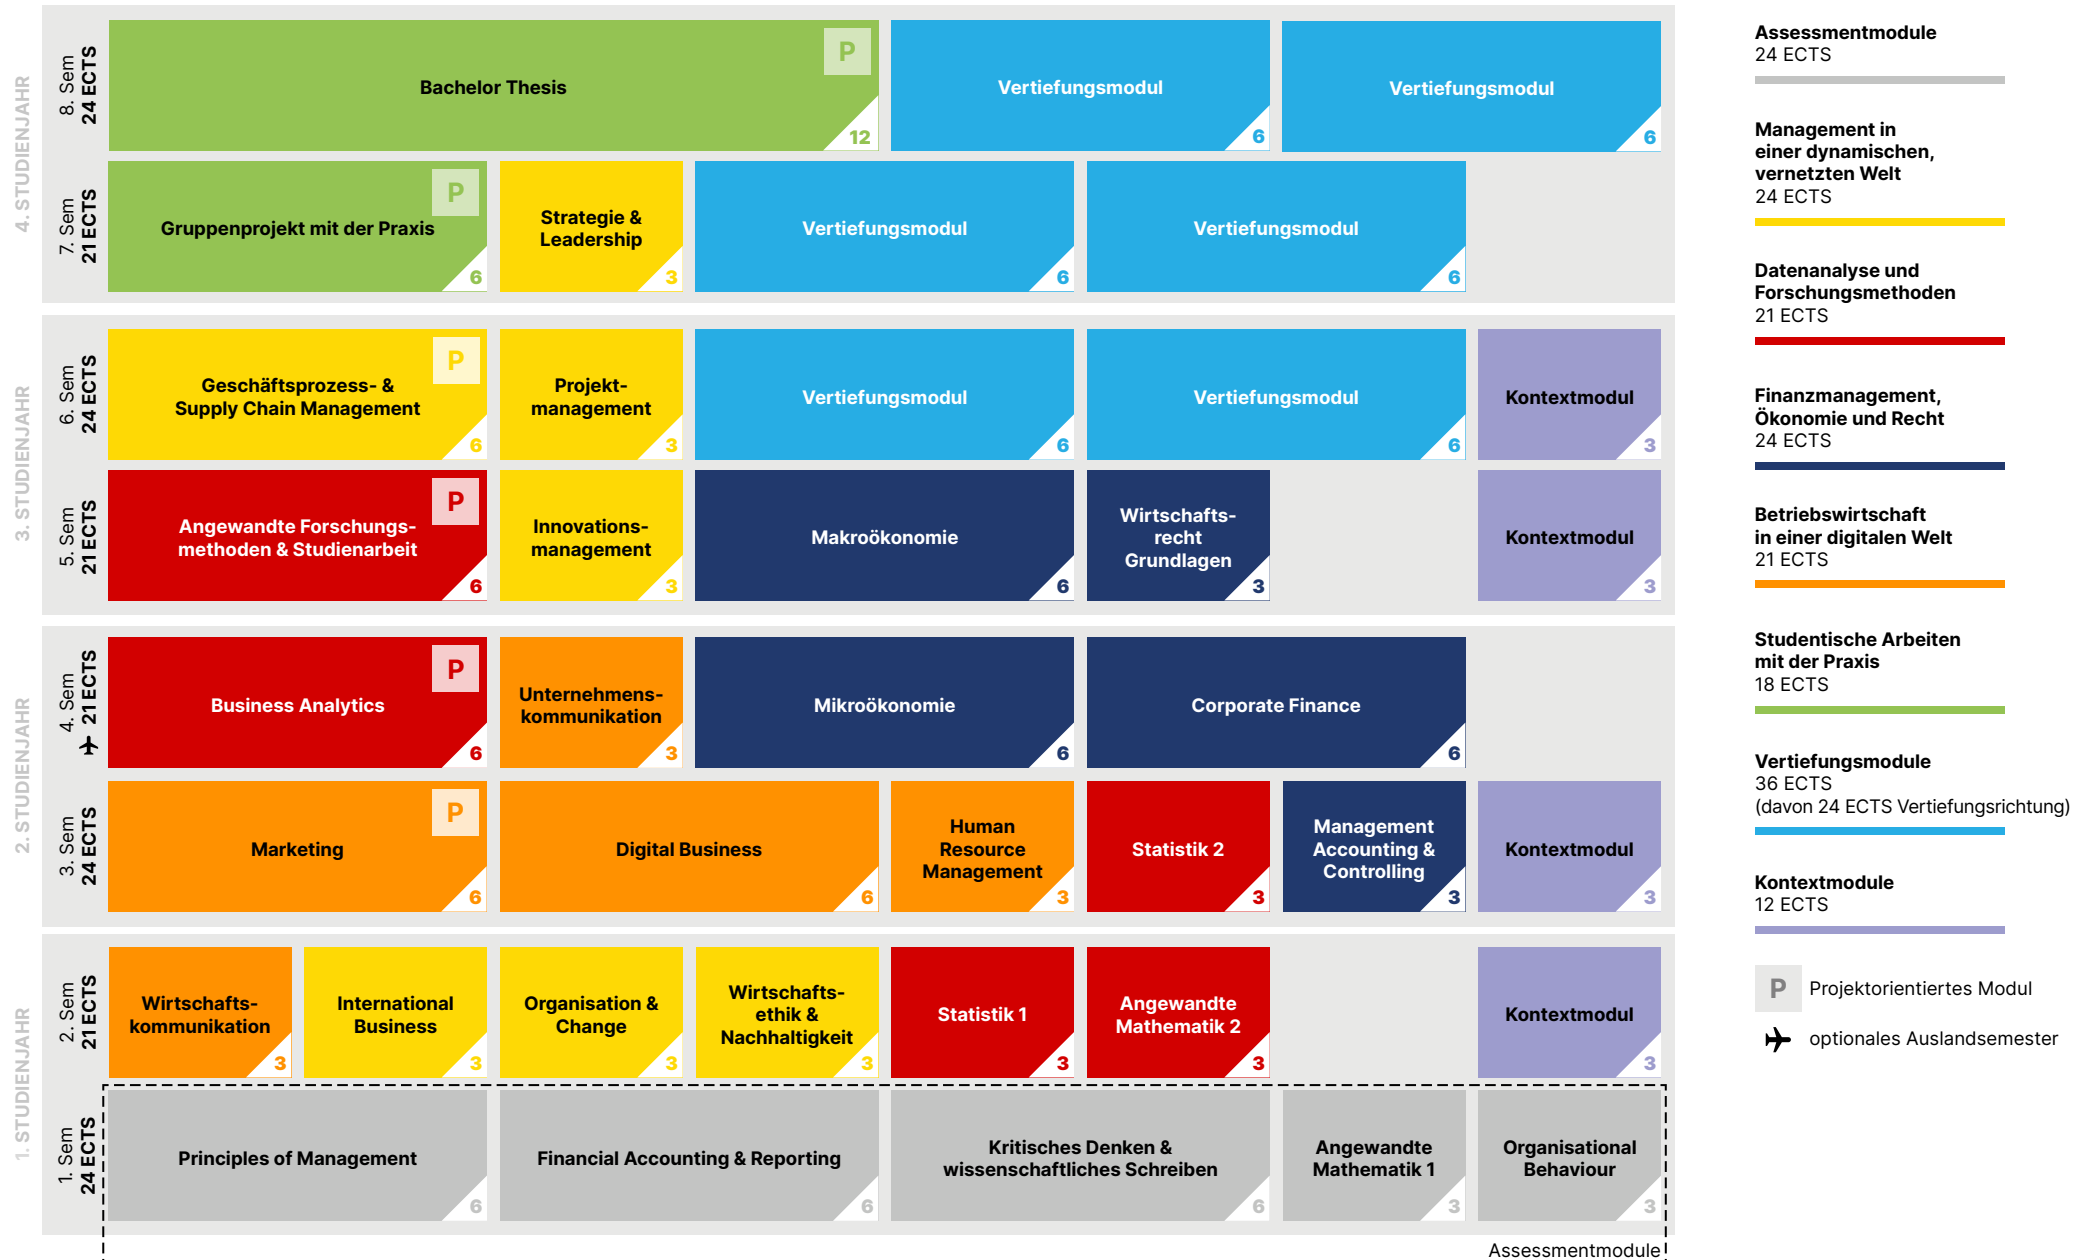 4. STUDIENJAHR
8. Sem
24 ECTS
Bachelor Thesis
P
12
Vertiefungsmodul
6
Vertiefungsmodul
6
7. Sem
21 ECTS
Gruppenprojekt mit der Praxis
P
6
Strategie &
Leadership
3
Vertiefungsmodul
6
Vertiefungsmodul
6
3. STUDIENJAHR
6. Sem
24 ECTS
Geschäftsprozess- &
Supply Chain Management
P
6
Projekt-
management
3
Vertiefungsmodul
6
Vertiefungsmodul
6
Kontextmodul
3
5. Sem
21 ECTS
Angewandte Forschungs-
methoden & Studienarbeit
P
6
Innovations-
management
3
Makroökonomie
6
Wirtschafts-
recht
Grundlagen
3
Kontextmodul
3
2. STUDIENJAHR
4. Sem
21 ECTS
Business Analytics
P
6
Unternehmens-
kommunikation
3
Mikroökonomie
6
Corporate Finance
6
3. Sem
24 ECTS
Marketing
P
6
Digital Business
6
Human
Resource
Management
3
Statistik 2
3
Management
Accounting &
Controlling
3
Kontextmodul
3
1. STUDIENJAHR
2. Sem
21 ECTS
Wirtschafts-
kommunikation
3
International
Business
3
Organisation &
Change
3
Wirtschafts-
ethik &
Nachhaltigkeit
3
Statistik 1
3
Angewandte
Mathematik 2
3
Kontextmodul
3
1. Sem
24 ECTS
Principles of Management
6
Financial Accounting & Reporting
6
Kritisches Denken &
wissenschaftliches Schreiben
6
Angewandte
Mathematik 1
3
Organisational
Behaviour
3
Assessmentmodule
Assessmentmodule
24 ECTS
Management in
einer dynamischen,
vernetzten Welt
24 ECTS
Datenanalyse und
Forschungsmethoden
21 ECTS
Finanzmanagement,
Ökonomie und Recht
24 ECTS
Betriebswirtschaft
in einer digitalen Welt
21 ECTS
Studentische Arbeiten
mit der Praxis
18 ECTS
Vertiefungsmodule
36 ECTS
(davon 24 ECTS Vertiefungsrichtung)
Kontextmodule
12 ECTS
P Projektorientiertes Modul
optionales Auslandsemester